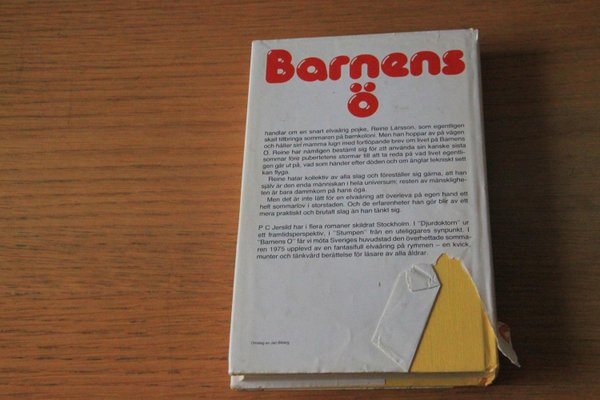 Barnens
Ö
handlar om en snart elvaårig pojke, Reine Larsson, som egentligen
skall tillbringa sommaren på barnkoloni. Men han hoppar av på vägen
och håller sin mamma lugn med fortlöpande brev om livet på Barnens
Ö. Reine har nämligen bestämt sig för att använda sin kanske sista
sommar före pubertetens stormar till att ta reda på vad livet egentli-
gen går ut på, vad som händer efter döden och om änglar tekniskt sett
kan flyga.
Reine hatar kollektiv av alla slag och föreställer sig gärna, att han
själv är den enda människan i hela universum; resten av mänsklighe-
ten är bara dammkorn på hans öga.
Men det är inte lätt för en elvaåring att överleva på egen hand ett
helt sommarlov i storstaden. Och de erfarenheter han gör blir av ett
mera praktiskt och brutalt slag än han tänkt sig.
P C Jersild har i flera romaner skildrat Stockholm. I "Djurdoktorn" ur
ett framtidsperspektiv, i "Stumpen" från en uteliggares synpunkt. I
"Barnens Ö" får vi möta Sveriges huvudstad den överhettade somma-
ren 1975 upplevd av en fantasifull elvaåring på rymmen – en kvick,
munter och tänkvärd berättelse för läsare av alla åldrar.
Omslag av Jan Biberg